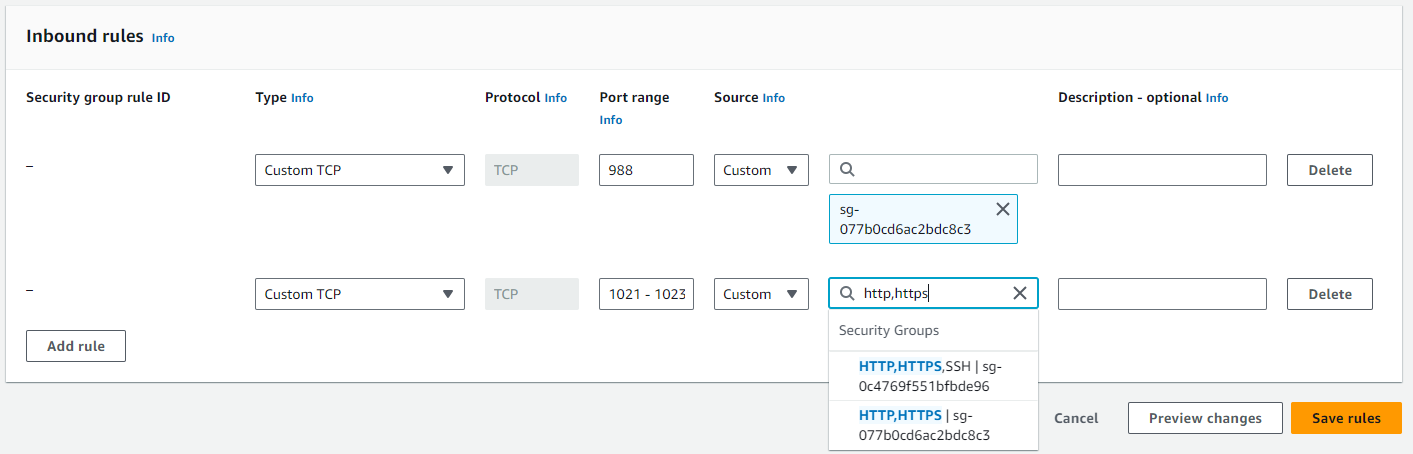 Inbound rules Info
Security group rule ID Type Info Protocol Info Port range Info Source Info Description - optional Info
– Custom TCP TCP 988 Custom Delete
sg-
077b0cd6ac2bdc8c3
– Custom TCP TCP 1021 - 1023 Custom http,https Delete
Security Groups
Add rule
HTTP,HTTPS,SSH | sg-
0c4769f551bfbde96
HTTP,HTTPS | sg-
077b0cd6ac2bdc8c3
Cancel Preview changes Save rules